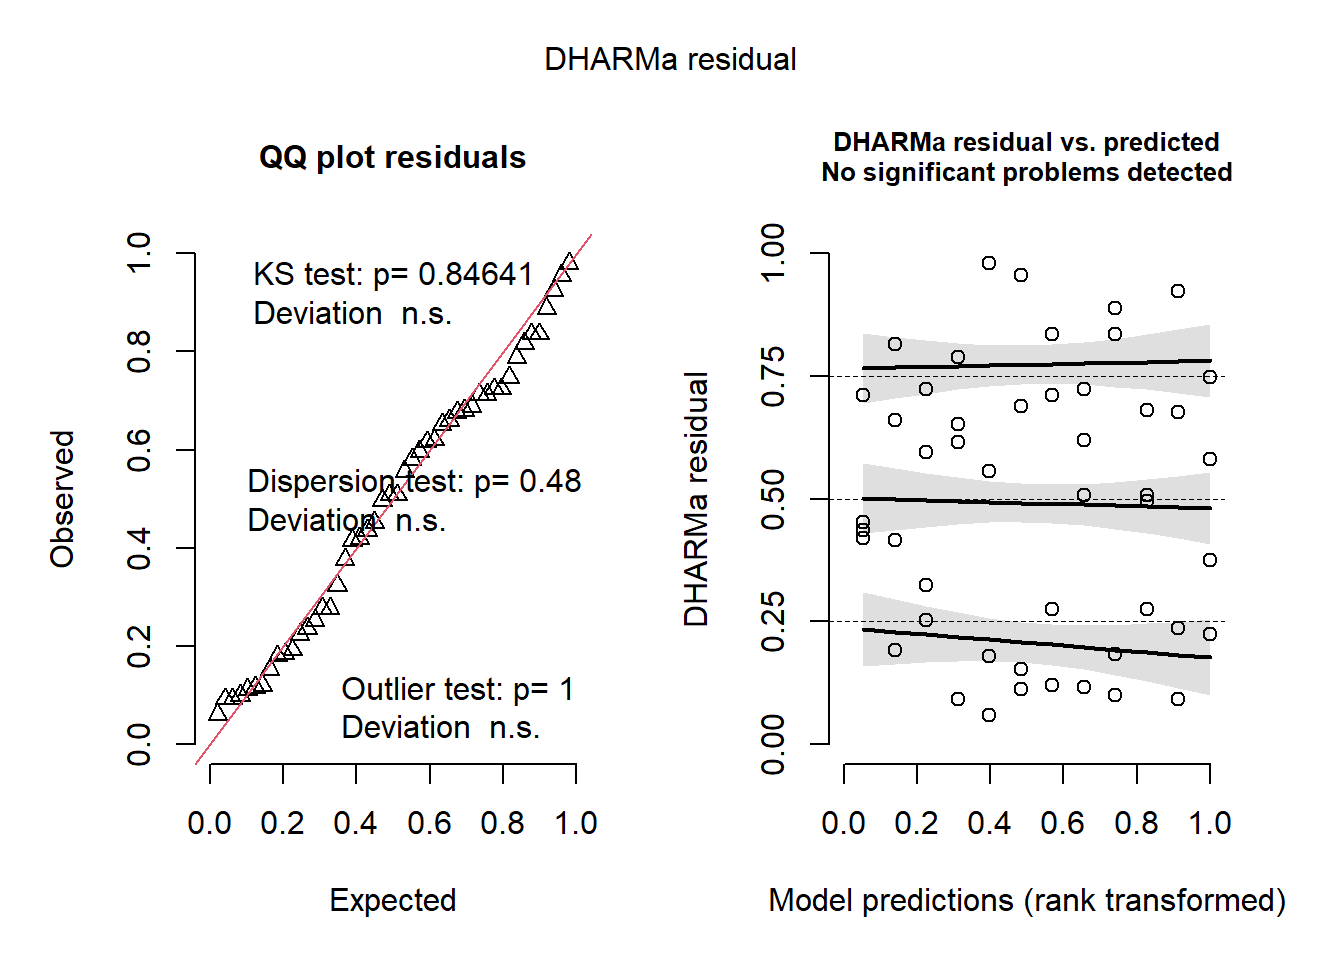 DHARMa residual
QQ plot residuals
KS test: p= 0.84641
Deviation  n.s.
Dispersion test: p= 0.48
Deviation  n.s.
Outlier test: p= 1
Deviation  n.s.
Observed
0.0
0.2
0.4
0.6
0.8
1.0
0.0 0.2 0.4 0.6 0.8 1.0
Expected
DHARMa residual vs. predicted
No significant problems detected
DHARMa residual
0.00
0.25
0.50
0.75
1.00
0.0 0.2 0.4 0.6 0.8 1.0
Model predictions (rank transformed)